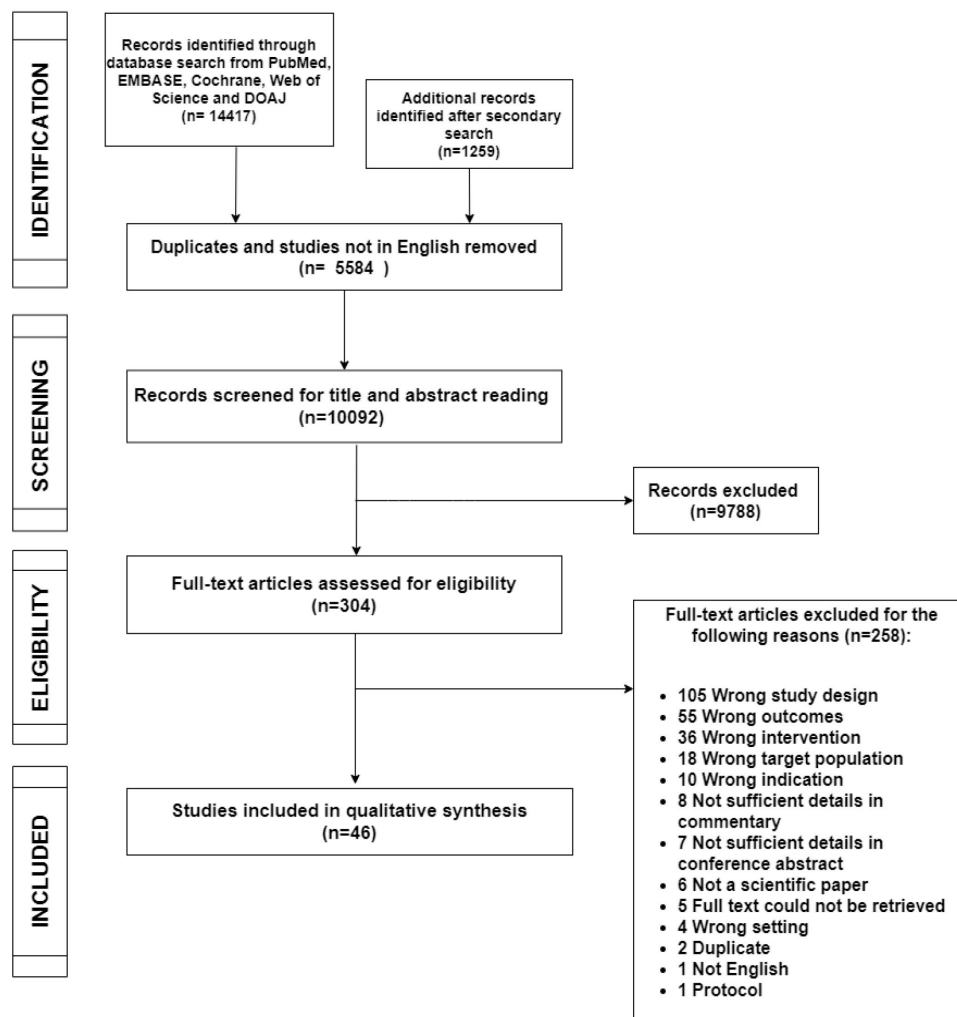 IDENTIFICATION
Records identified through
database search from PubMed,
EMBASE, Cochrane, Web of
Science and DOAJ
(n= 14417)
Additional records
identified after secondary
search
(n=1259)
Duplicates and studies not in English removed
(n= 5584 )
SCREENING
Records screened for title and abstract reading
(n=10092)
Records excluded
(n=9788)
ELIGIBILITY
Full-text articles assessed for eligibility
(n=304)
Full-text articles excluded for the
following reasons (n=258):
• 105 Wrong study design
• 55 Wrong outcomes
• 36 Wrong intervention
• 18 Wrong target population
• 10 Wrong indication
• 8 Not sufficient details in
commentary
• 7 Not sufficient details in
conference abstract
• 6 Not a scientific paper
• 5 Full text could not be retrieved
• 4 Wrong setting
• 2 Duplicate
• 1 Not English
• 1 Protocol
INCLUDED
Studies included in qualitative synthesis
(n=46)